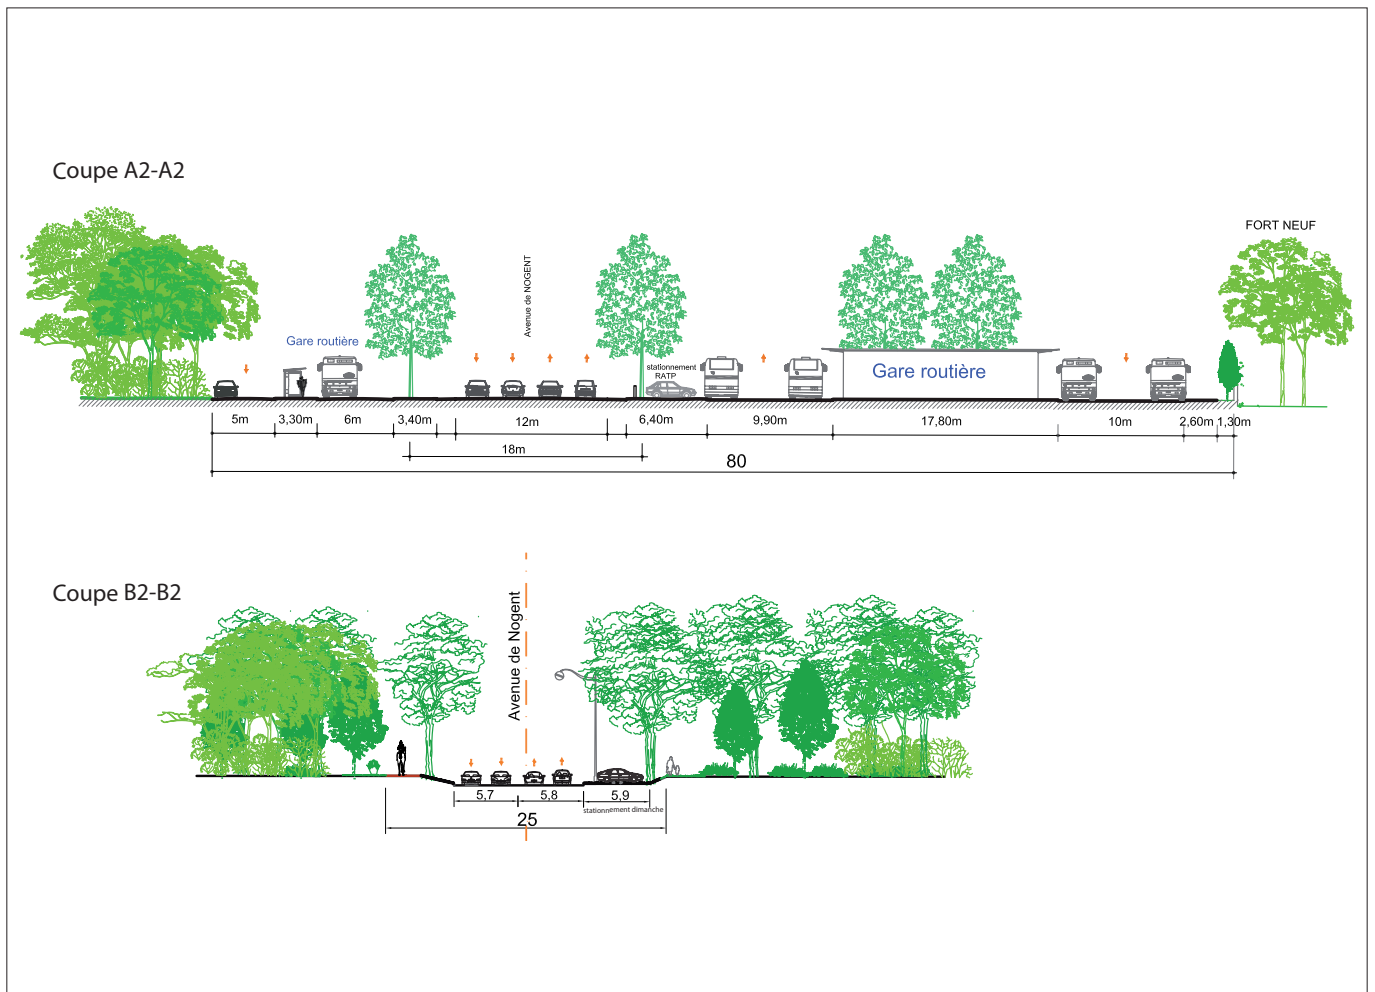 Coupe A2-A2
FORT NEUF
Avenue de NOGENT
Gare routière
stationnement
RATP
Gare routière
5m 3,30m 6m 3,40m 12m 6,40m 9,90m 17,80m 10m 2,60m 1,30m
18m
80
Coupe B2-B2
Avenue de Nogent
5,7 5,8 5,9
stationnement dimanche
25